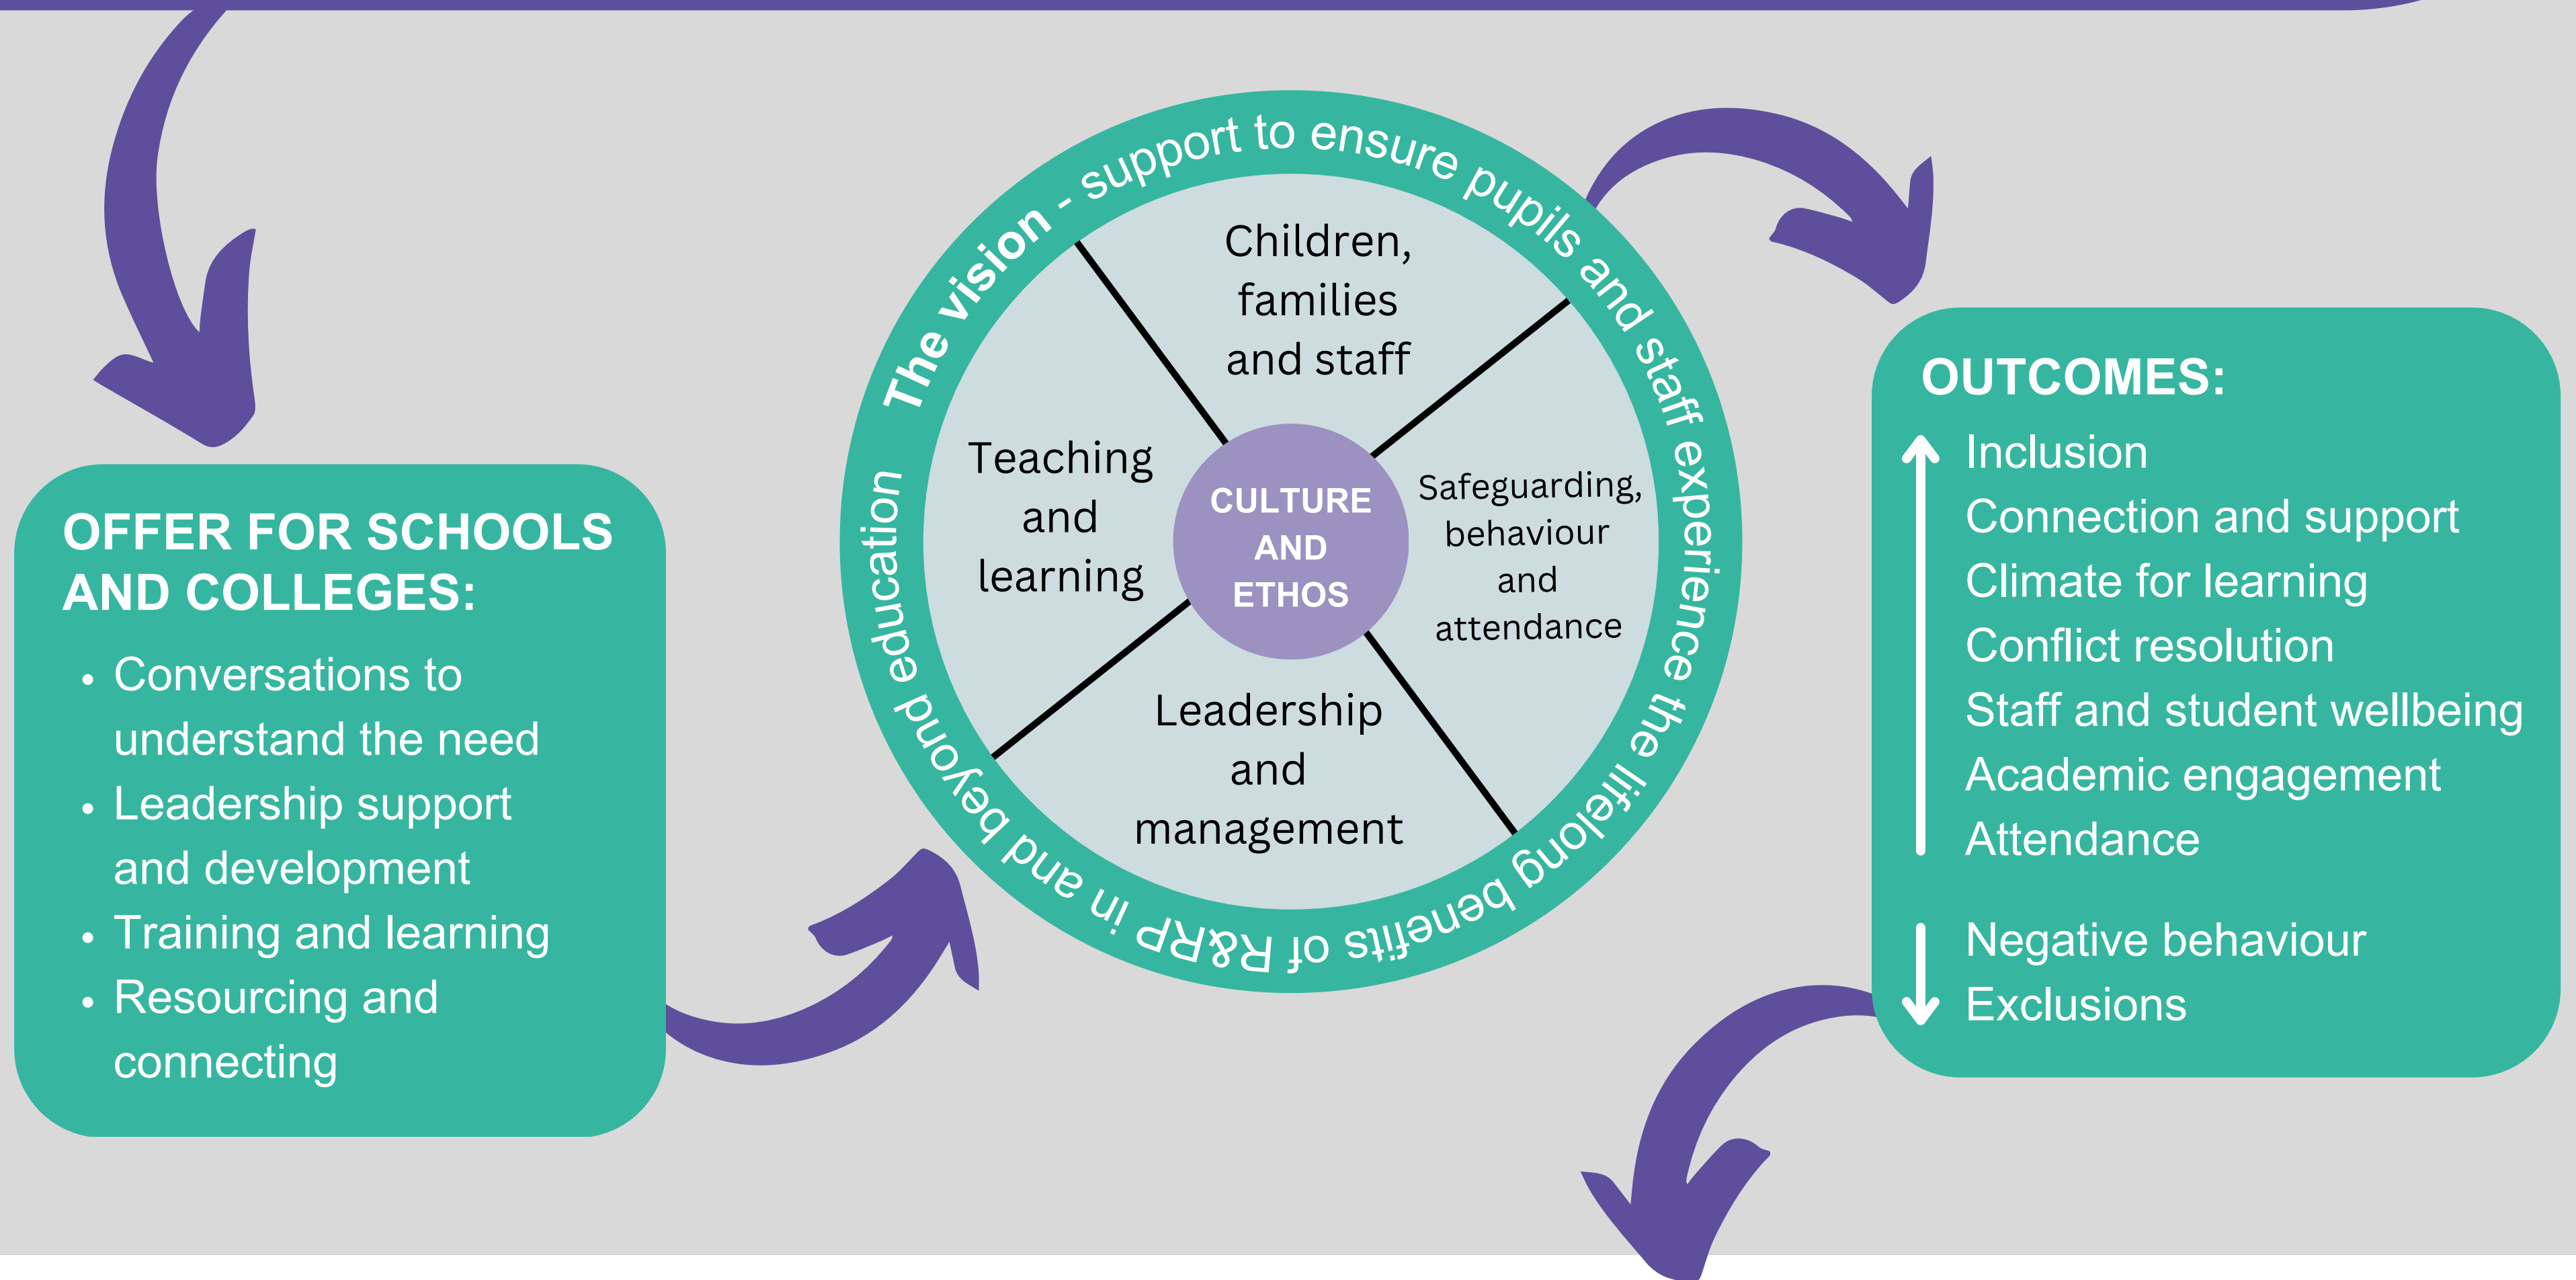 OFFER FOR SCHOOLS
AND COLLEGES:
• Conversations to
understand the need
• Leadership support
and development
• Training and learning
• Resourcing and
connecting
The vision - support to ensure pupils and staff experience the lifelong benefits of R&RP in and beyond education
Children,
families
and staff
Teaching
and
learning
CULTURE
AND
ETHOS
Safeguarding,
behaviour
and
attendance
Leadership
and
management
OUTCOMES:
Inclusion
Connection and support
Climate for learning
Conflict resolution
Staff and student wellbeing
Academic engagement
Attendance
Negative behaviour
Exclusions